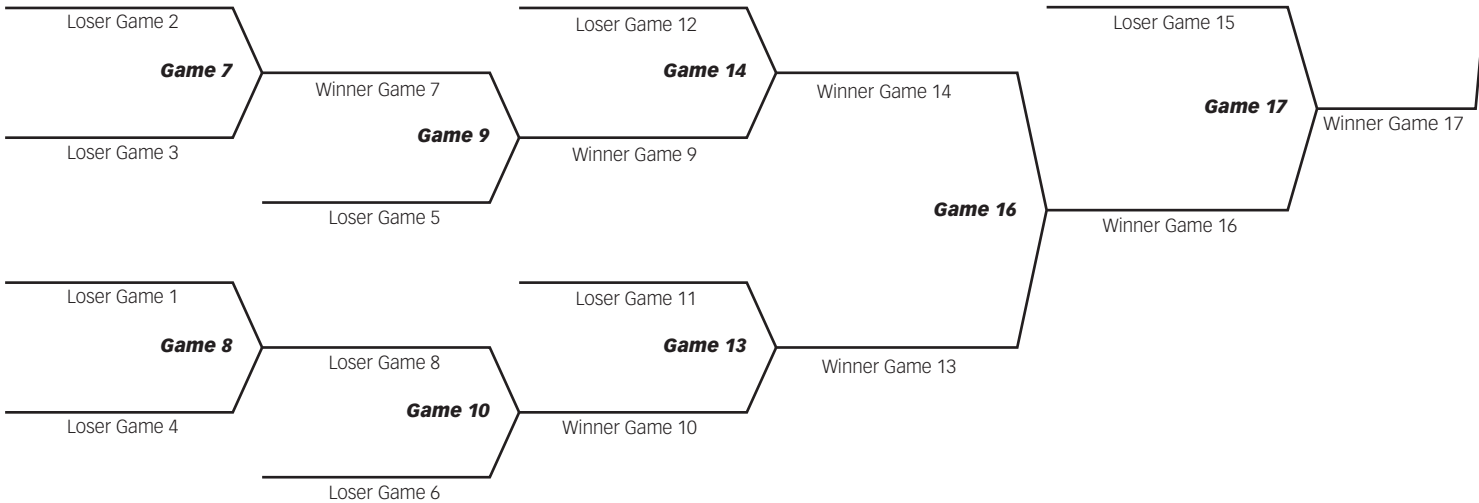 Loser Game 2
Game 7
Loser Game 3
Winner Game 7
Game 9
Loser Game 5
Loser Game 12
Game 14
Winner Game 9
Winner Game 14
Game 16
Loser Game 15
Game 17
Winner Game 16
Winner Game 17
Loser Game 1
Game 8
Loser Game 4
Loser Game 8
Game 10
Loser Game 6
Loser Game 11
Game 13
Winner Game 10
Winner Game 13